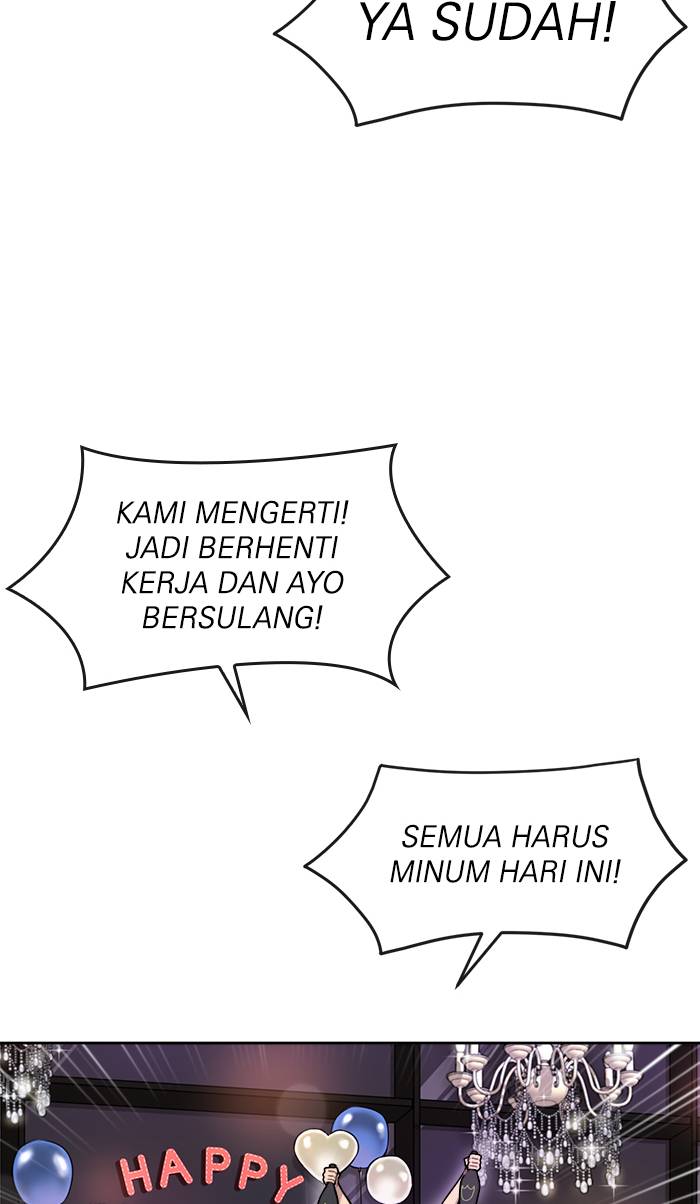 YA SUDAH!
KAMI MENGERTI!
JADI BERHENTI
KERJA DAN AYO
BERSULANG!
SEMUA HARUS
MINUM HARI INI!
HAPPY